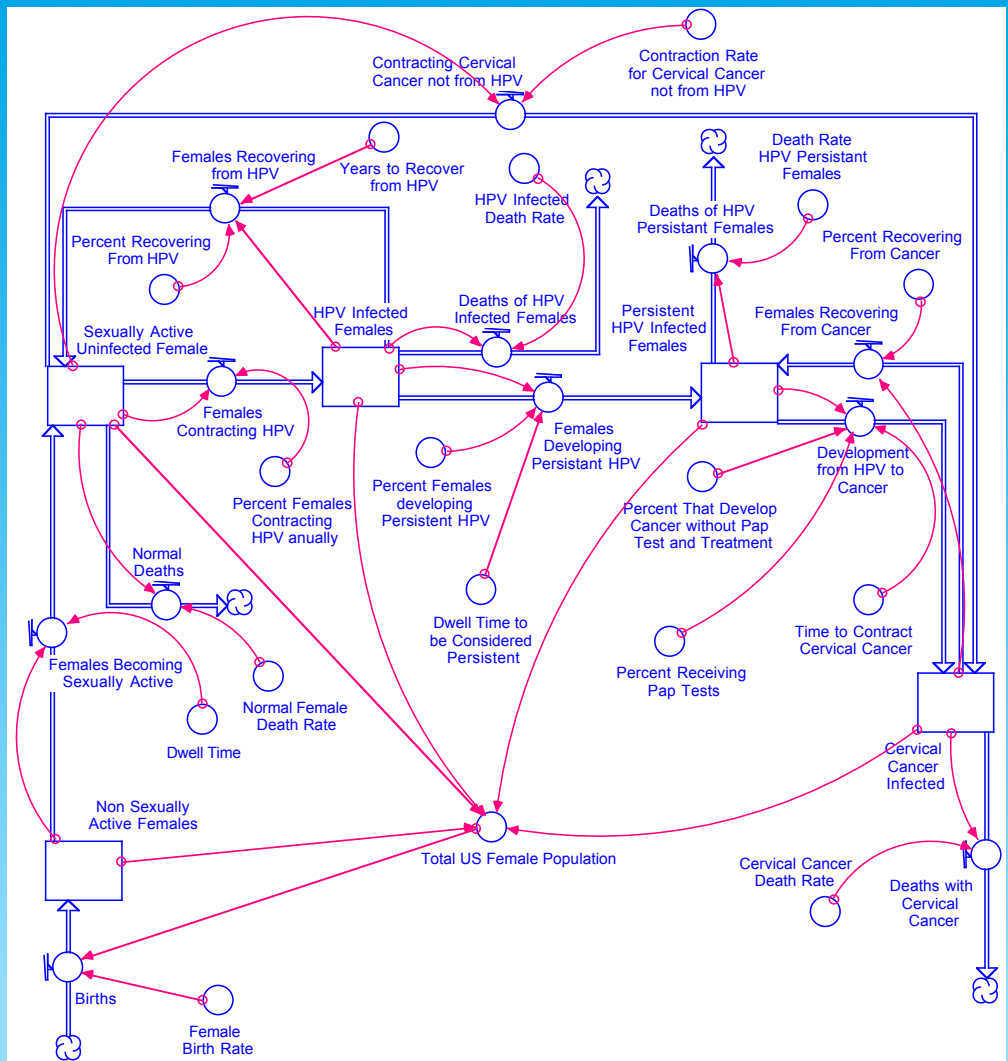 Contraction Rate
for Cervical Cancer
not from HPV
Contracting Cervical
Cancer not from HPV
Death Rate
HPV Persistant
Females
Females Recovering
from HPV
Years to Recover
from HPV
HPV Infected
Death Rate
Deaths of HPV
Persistant Females
Percent Recovering
From HPV
Percent Recovering
From Cancer
HPV Infected
Females
Deaths of HPV
Infected Females
Persistent
HPV Infected
Females
Females Recovering
From Cancer
Sexually Active
Uninfected Female
Females
Contracting HPV
Females
Developing
Persistant HPV
Development
from HPV to
Cancer
Percent Females
Contracting
HPV anually
Percent Females
developing
Persistent HPV
Percent That Develop
Cancer without Pap
Test and Treatment
Normal
Deaths
Dwell Time to
be Considered
Persistent
Time to Contract
Cervical Cancer
Females Becoming
Sexually Active
Percent Receiving
Pap Tests
Normal Female
Death Rate
Dwell Time
Cervical
Cancer
Infected
Non Sexually
Active Females
Total US Female Population
Cervical Cancer
Death Rate
Deaths with
Cervical
Cancer
Births
Female
Birth Rate